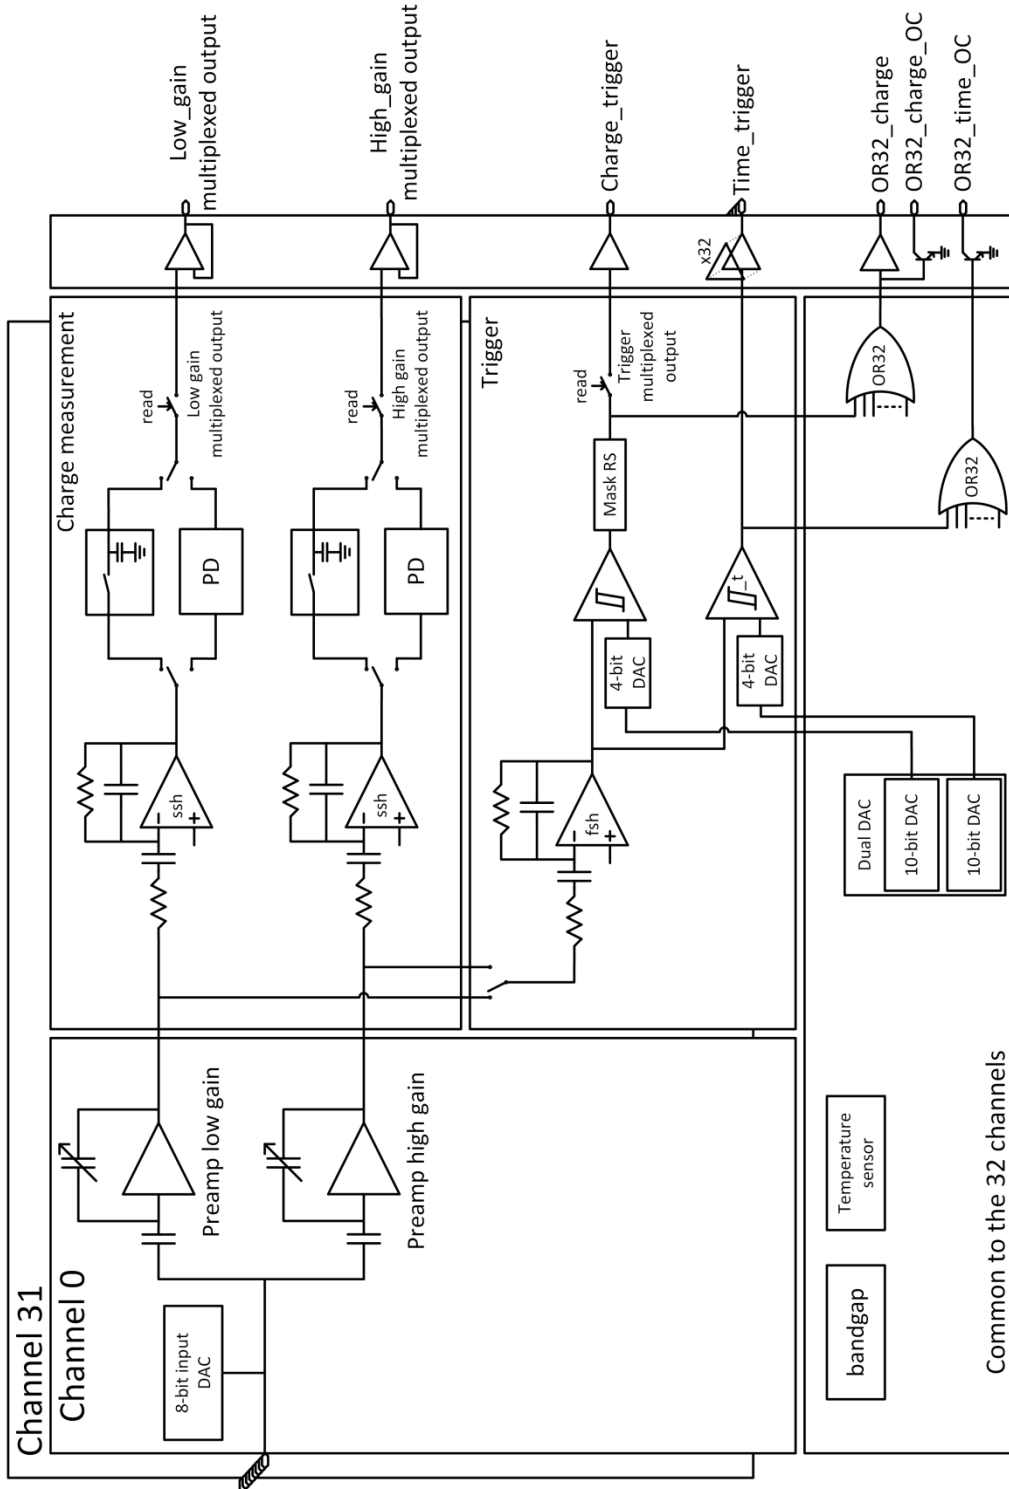 Channel 31
Channel 0
8-bit input
DAC
Preamp low gain
Preamp high gain
Charge measurement
ssh
PD
read
Low gain
multiplexed output
ssh
PD
read
High gain
multiplexed output
Trigger
fsh
4-bit
DAC
Mask RS
read
Trigger
multiplexed
output
4-bit
DAC
_t
x32
Low_gain
multiplexed output
High_gain
multiplexed output
Charge_trigger
Time_trigger
OR32_charge
OR32_charge_OC
OR32_time_OC
OR32
OR32
Dual DAC
10-bit DAC
10-bit DAC
Temperature
sensor
bandgap
Common to the 32 channels